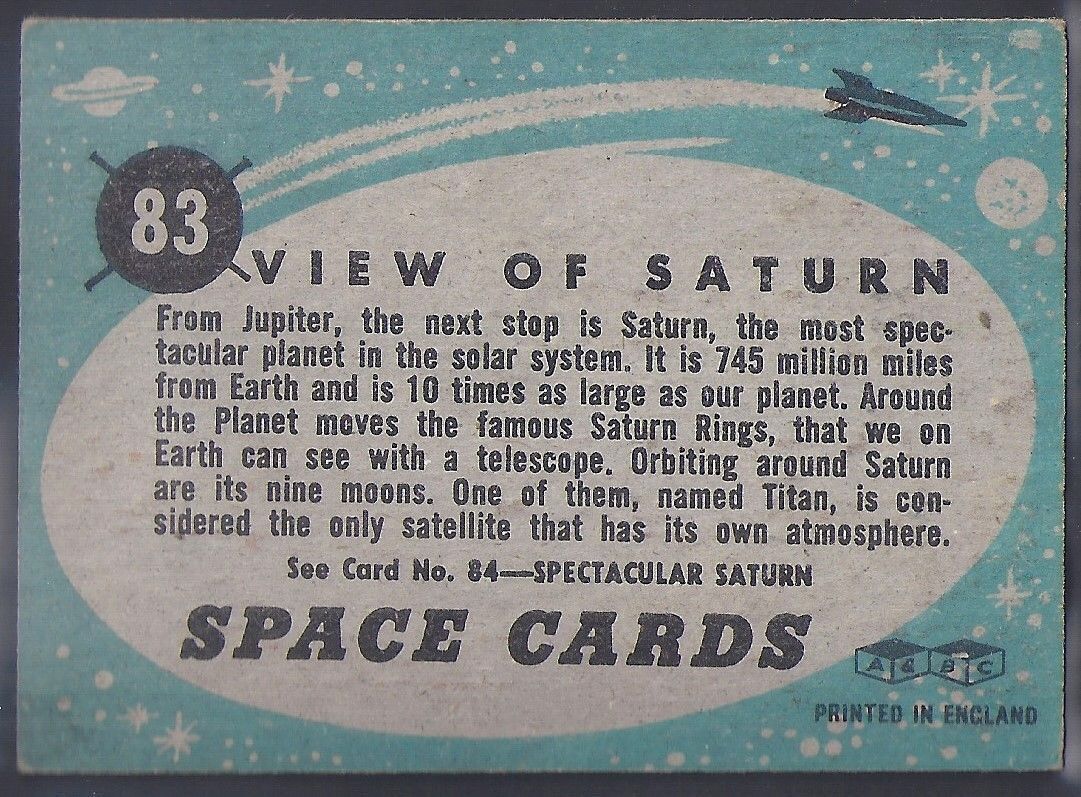 83
VIEW OF SATURN
From Jupiter, the next stop is Saturn, the most spec-
tacular planet in the solar system. It is 745 million miles
from Earth and is 10 times as large as our planet. Around
the Planet moves the famous Saturn Rings, that we on
Earth can see with a telescope. Orbiting around Saturn
are its nine moons. One of them, named Titan, is con-
sidered the only satellite that has its own atmosphere.
See Card No. 84—SPECTACULAR SATURN
SPACE CARDS
A & B C
PRINTED IN ENGLAND